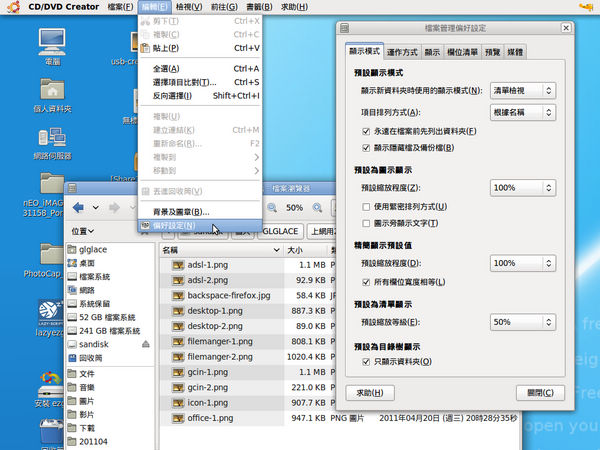 CD/DVD Creator 檔案(F) 編輯(E) 檢視(V) 前往(G) 書籤(B) 求助(H)
剪下(T) Ctrl+X
複製(C) Ctrl+C
貼上(P) Ctrl+V
全選(A) Ctrl+A
選擇項目比對(T)... Ctrl+S
反向選擇(I) Shift+Ctrl+I
複製(U)
建立連結(K) Ctrl+M
重新命名(R)... F2
複製到
移動到
丟進回收筒(V)
背景及圖章(B)...
偏好設定(N)
電腦
個人資料夾
網路伺服器
nEO_iMAG
31158_Por
PhotoCap_
LAZY-SCRIPTS
lazyez
安裝 ez
usb-cre
[Share]
檔案瀏覽器
50%
位置
sandisk
GLGLACE
glglace
桌面
檔案系統
網路
系統保留
52 GB 檔案系統
241 GB 檔案系統
sandisk
回收筒
文件
音樂
圖片
影片
下載
201104
名稱 大小
adsl-1.png 1.1 MB
adsl-2.png 92.9 KB
backspace-firefox.jpg 58.4 KB
desktop-1.png 887.3 KB
desktop-2.png 89.0 KB
filemanger-1.png 808.1 KB
filemanger-2.png 1020.4 KB
gcin-1.png 1.1 MB
gcin-2.png 221.0 KB
icon-1.png 907.7 KB
office-1.png 947.1 KB PNG 圖片 2011年04月20日 (週三) 20時28分35秒
檔案管理偏好設定
顯示模式 運作方式 顯示 欄位清單 預覽 媒體
預設顯示模式
顯示新資料夾時使用的顯示模式(N): 清單檢視
項目排列方式(A): 根據名稱
永遠在檔案前先列出資料夾(F)
顯示隱藏檔及備份檔(B)
預設為圖示顯示
預設縮放程度(Z): 100%
使用緊密排列方式(U)
圖示旁顯示文字(T)
精簡顯示預設值
預設縮放程度(D): 100%
所有欄位寬度相等(L)
預設為清單顯示
預設縮放等級(E): 50%
預設為目錄樹顯示
只顯示資料夾(O)
求助(H) 關閉(C)
open you